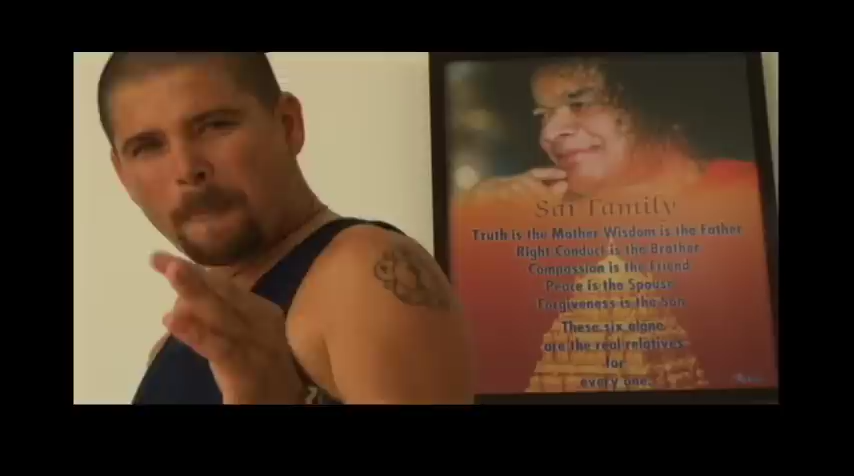 Sai Family
Truth is the Mother Wisdom is the Father
Right Conduct is the Brother
Compassion is the Friend
Peace is the Spouse
Forgiveness is the Son
These six alone
are the real relatives
for
every one.